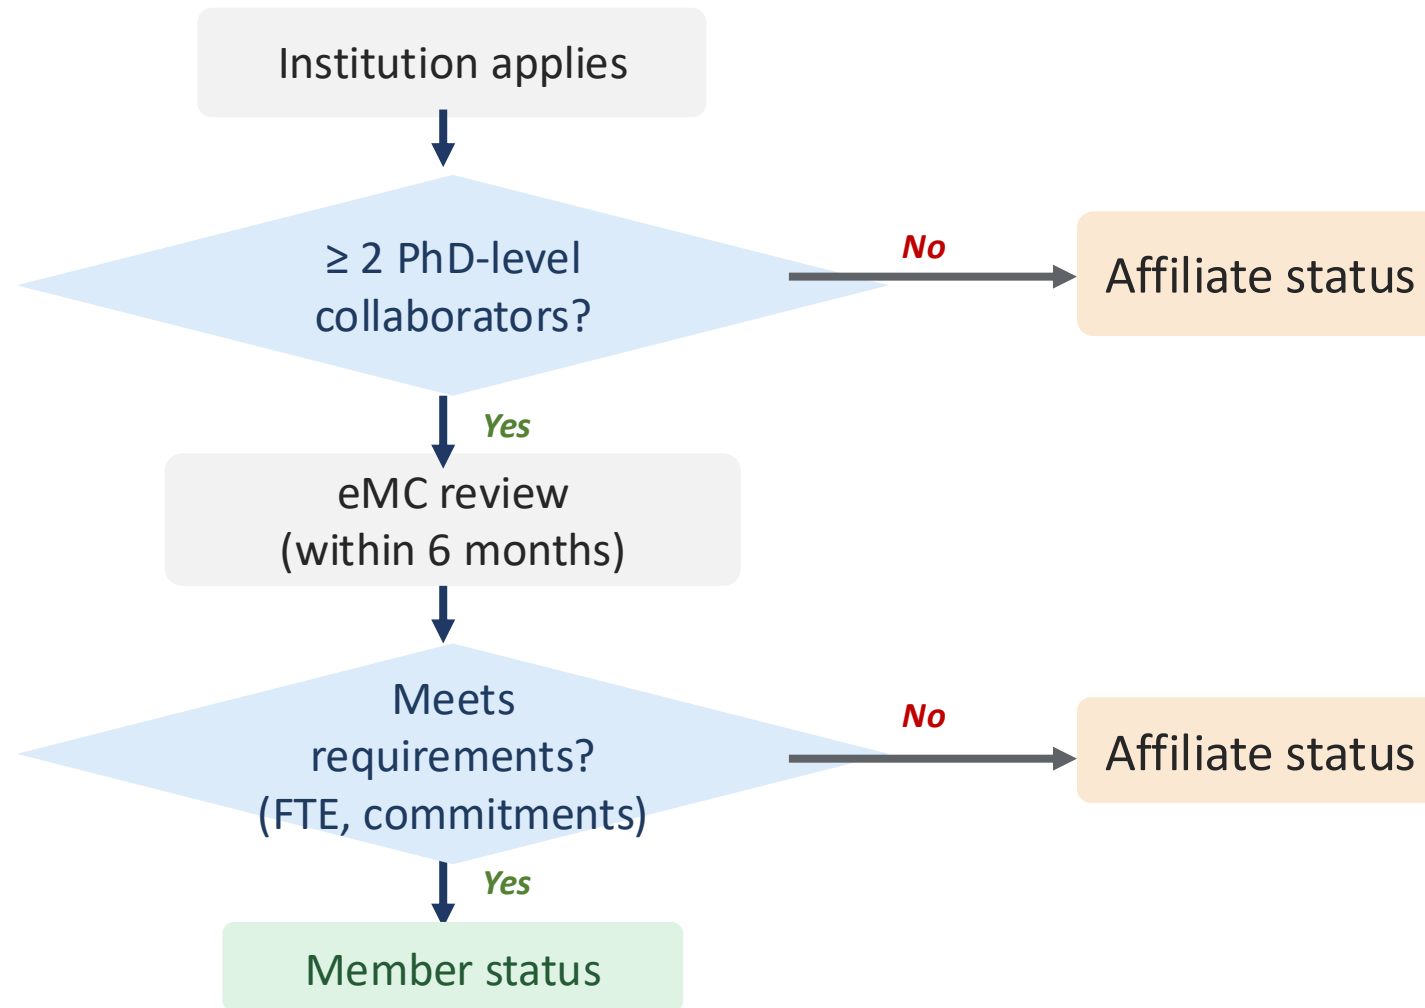 Institution applies
≥ 2 PhD-level
collaborators?
No
Affiliate status
Yes
eMC review
(within 6 months)
Meets
requirements?
(FTE, commitments)
No
Affiliate status
Yes
Member status